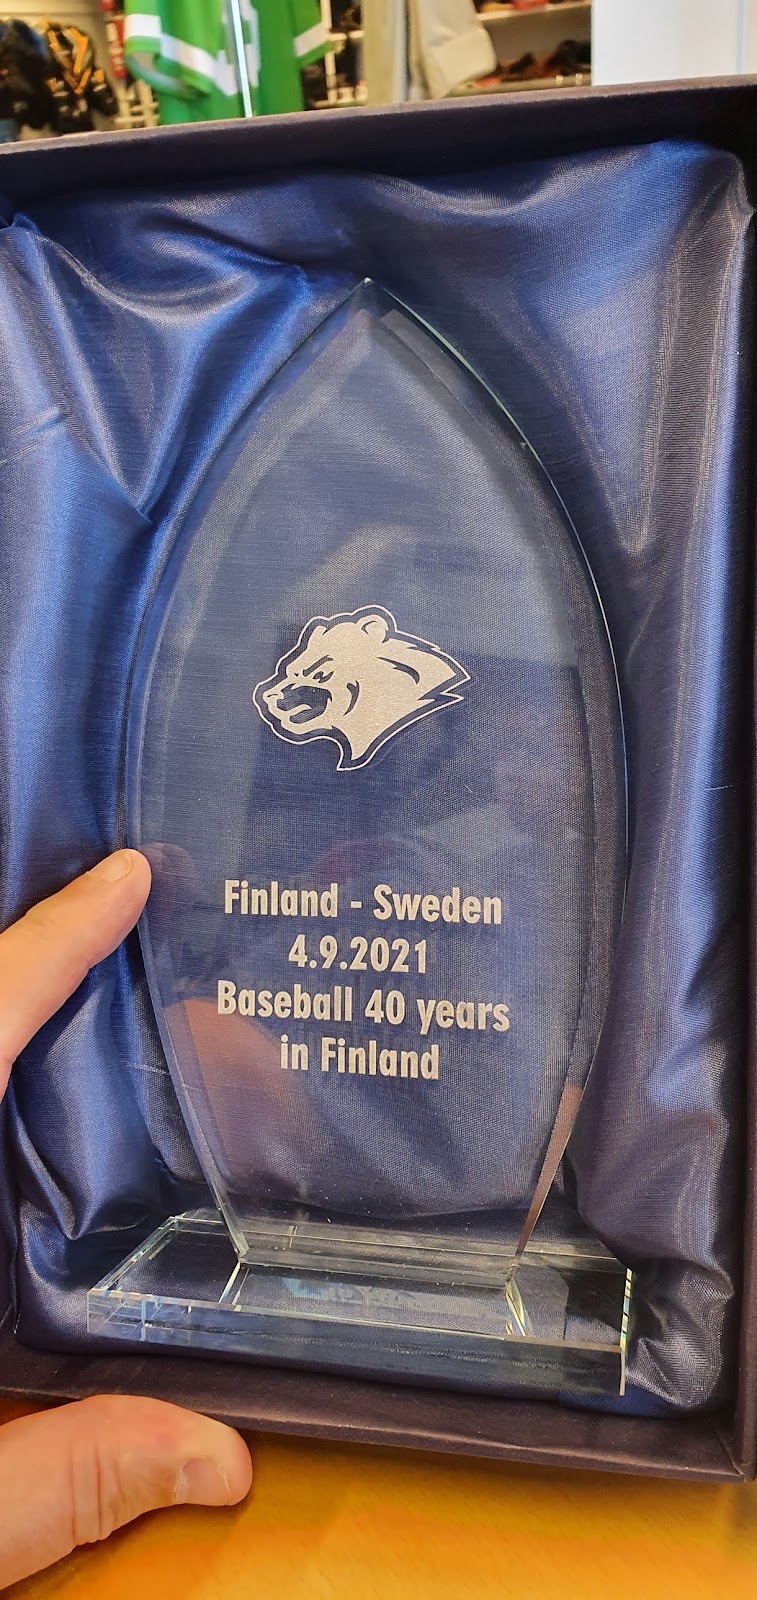 Finland - Sweden
4.9.2021
Baseball 40 years
in Finland